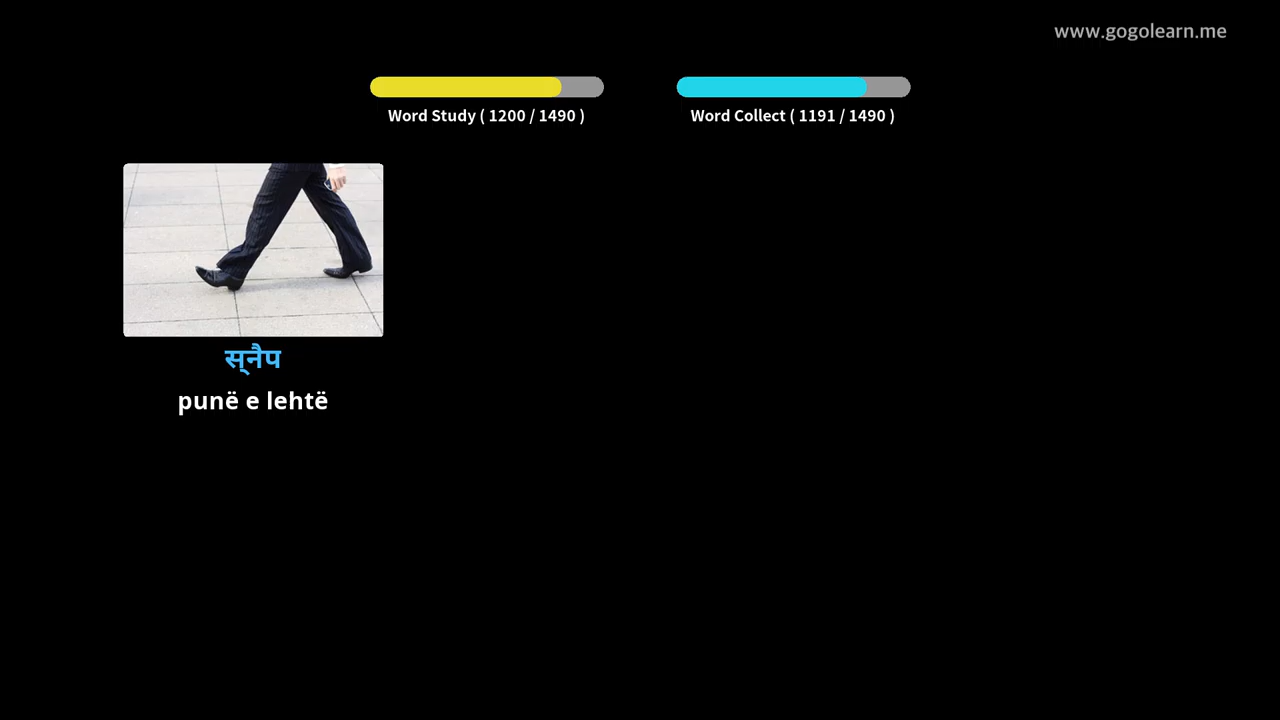 www.gogolearn.me
Word Study ( 1200 / 1490 )
Word Collect ( 1191 / 1490 )
स्नैप
punë e lehtë